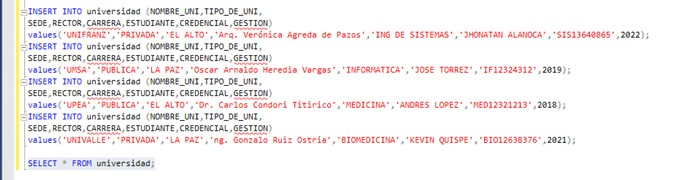 INSERT INTO universidad (NOMBRE_UNI,TIPO_DE_UNI,
SEDE,RECTOR,CARRERA,ESTUDIANTE,CREDENCIAL,GESTION)
values('UNIFRANZ','PRIVADA','EL ALTO','Arq. Verónica Agreda de Pazos','ING DE SISTEMAS','JHONATAN ALANOCA','SIS13640865',2022);
INSERT INTO universidad (NOMBRE_UNI,TIPO_DE_UNI,
SEDE,RECTOR,CARRERA,ESTUDIANTE,CREDENCIAL,GESTION)
values('UMSA','PUBLICA','LA PAZ','Oscar Arnaldo Heredia Vargas','INFORMATICA','JOSE TORREZ','IF12324312',2019);
INSERT INTO universidad (NOMBRE_UNI,TIPO_DE_UNI,
SEDE,RECTOR,CARRERA,ESTUDIANTE,CREDENCIAL,GESTION)
values('UPEA','PUBLICA','EL ALTO','Dr. Carlos Condori Titirico','MEDICINA','ANDRES LOPEZ','MED12321213',2018);
INSERT INTO universidad (NOMBRE_UNI,TIPO_DE_UNI,
SEDE,RECTOR,CARRERA,ESTUDIANTE,CREDENCIAL,GESTION)
values('UNIVALLE','PRIVADA','LA PAZ','ng. Gonzalo Ruiz Ostria','BIOMEDICINA','KEVIN QUISPE','BIO12638376',2021);
SELECT * FROM universidad;